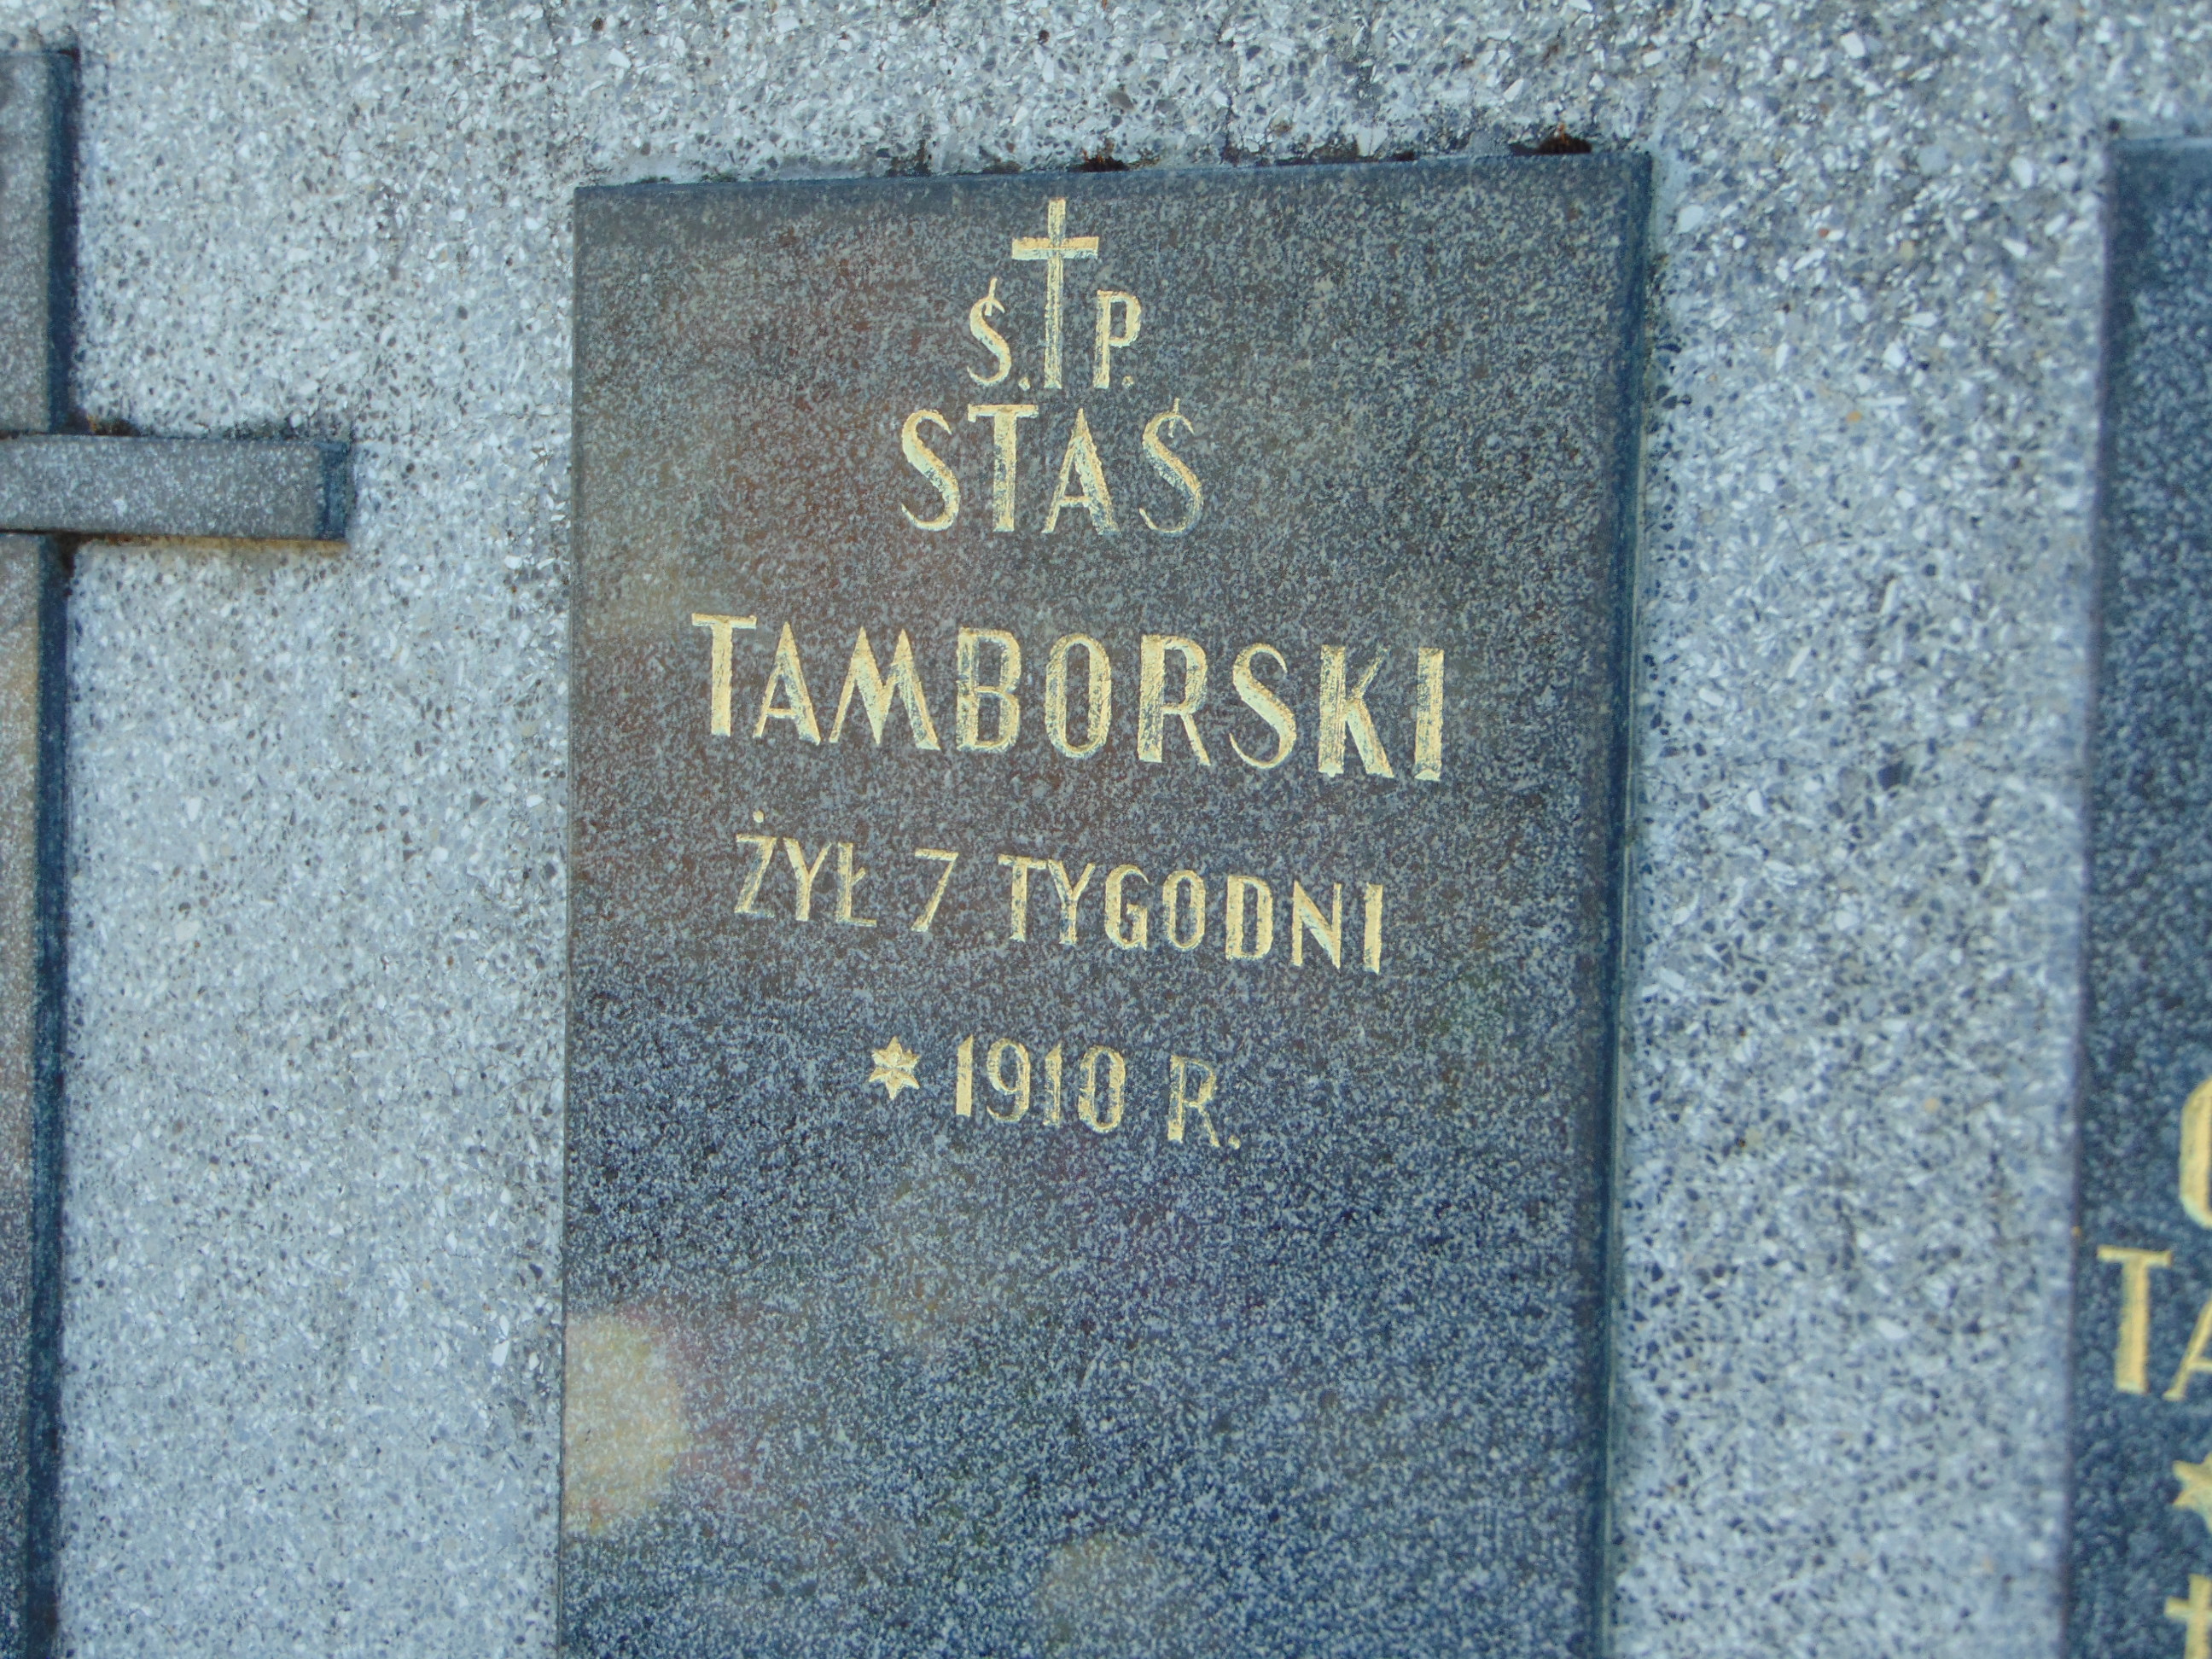 Ś. P.
STAŚ
TAMBORSKI
ŻYŁ 7 TYGODNI
* 1910 R.